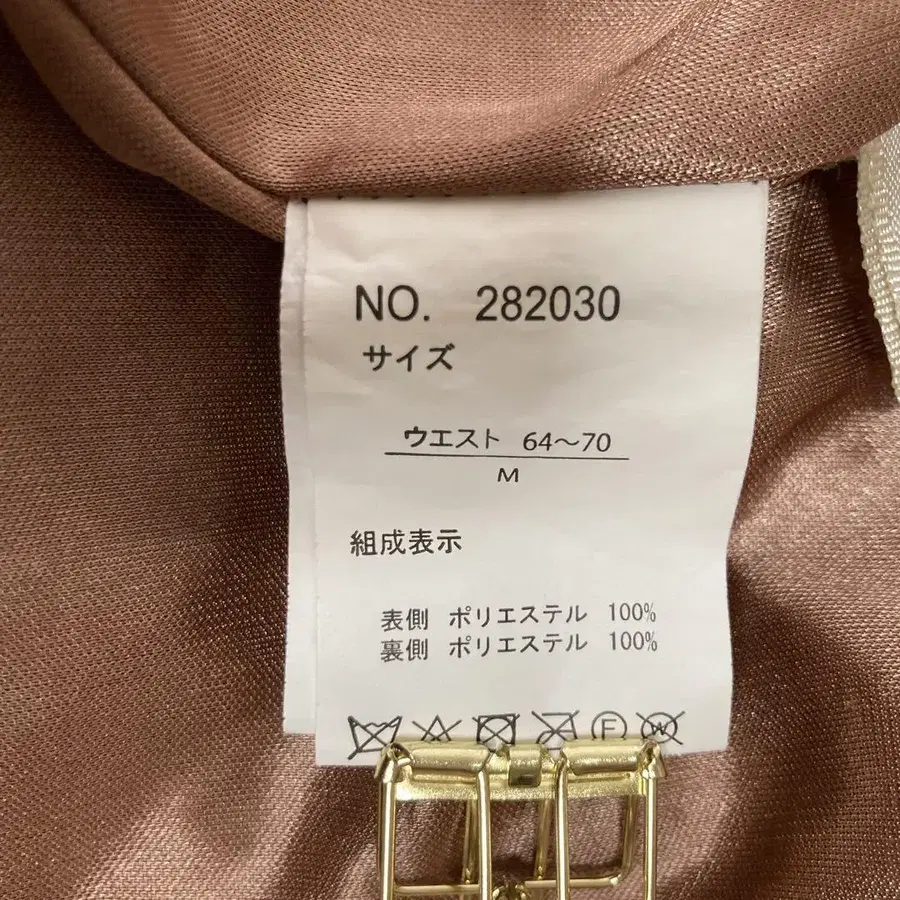 NO. 282030
サイズ
ウエスト 64～70
M
組成表示
表側 ポリエステル 100%
裏側 ポリエステル 100%
F W